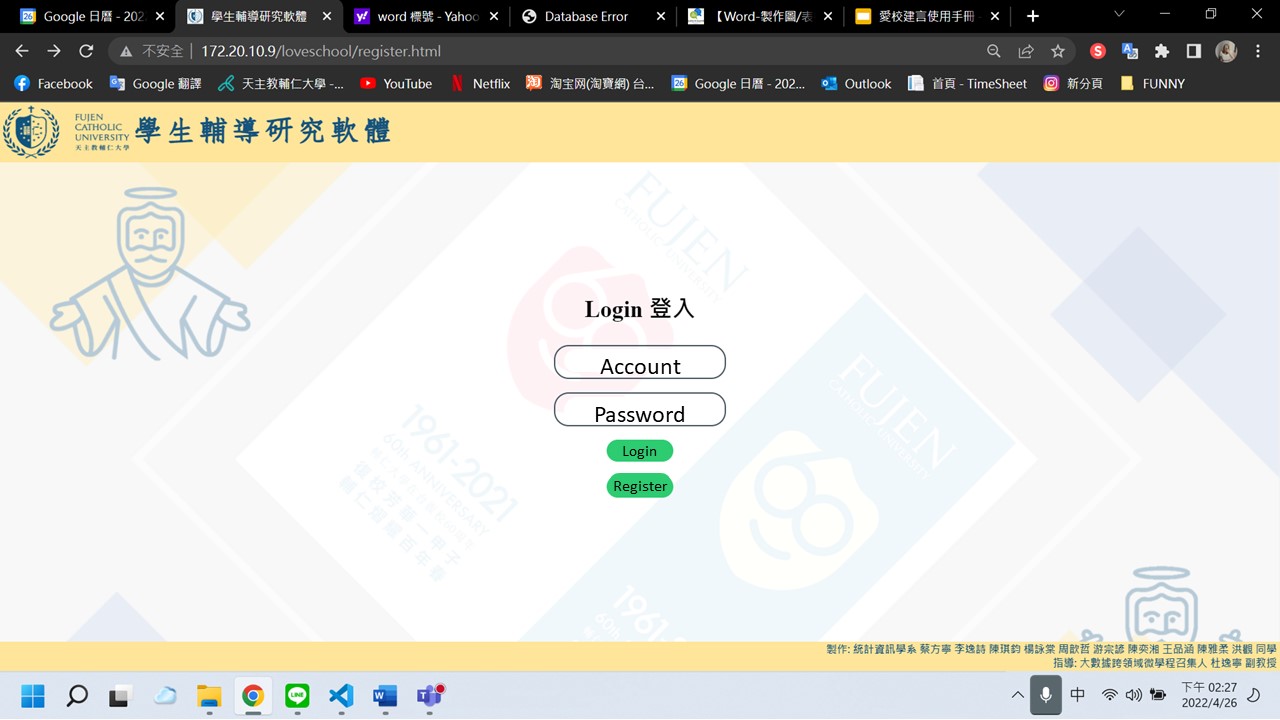 Google 日曆 - 202
學生輔導研究軟體
word 標號 - Yahoo
Database Error
【Word-製作圖/表
愛校建言使用手冊 -
不安全 | 172.20.10.9/loveschool/register.html
Facebook Google 翻譯 天主教輔仁大學 -... YouTube Netflix 淘宝网(淘寶網) 台... Google 日曆 - 202... Outlook 首頁 - TimeSheet 新分頁 FUNNY
FUJEN
CATHOLIC
UNIVERSITY
天主教輔仁大學
學生輔導研究軟體
FUJEN
CATHOLIC UNIVERSITY
Login 登入
Account
Password
Login
Register
FUJEN
CATHOLIC UNIVERSITY
1961-2021
60th ANNIVERSARY
1961-2
60th
製作: 統計資訊學系 蔡方寧 李逸詩 陳琪鈞 楊詠棠 周歆哲 游宗諺 陳奕湘 王品涵 陳雅柔 洪觀 同學
指導: 大數據跨領域微學程召集人 杜逸寧 副教授
中
下午 02:27
2022/4/26